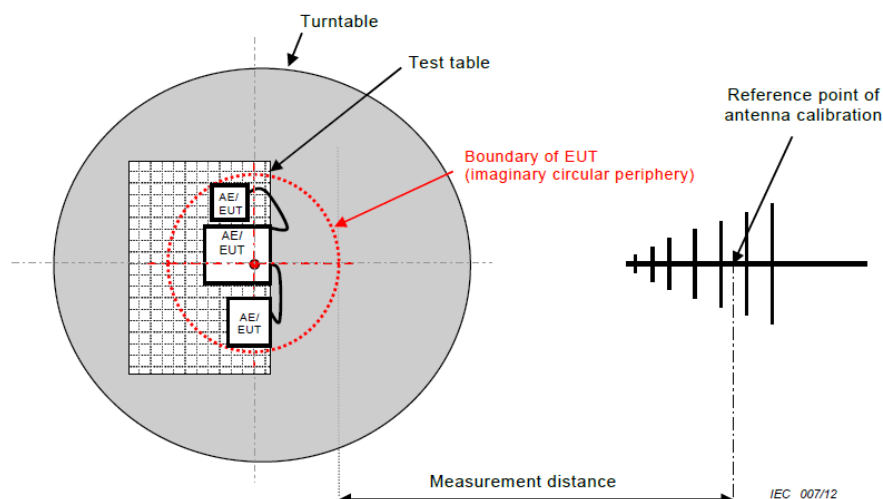 Turntable
Test table
Reference point of
antenna calibration
Boundary of EUT
(imaginary circular periphery)
AE/
EUT
AE/
EUT
AE/
EUT
Measurement distance
IEC 007/12